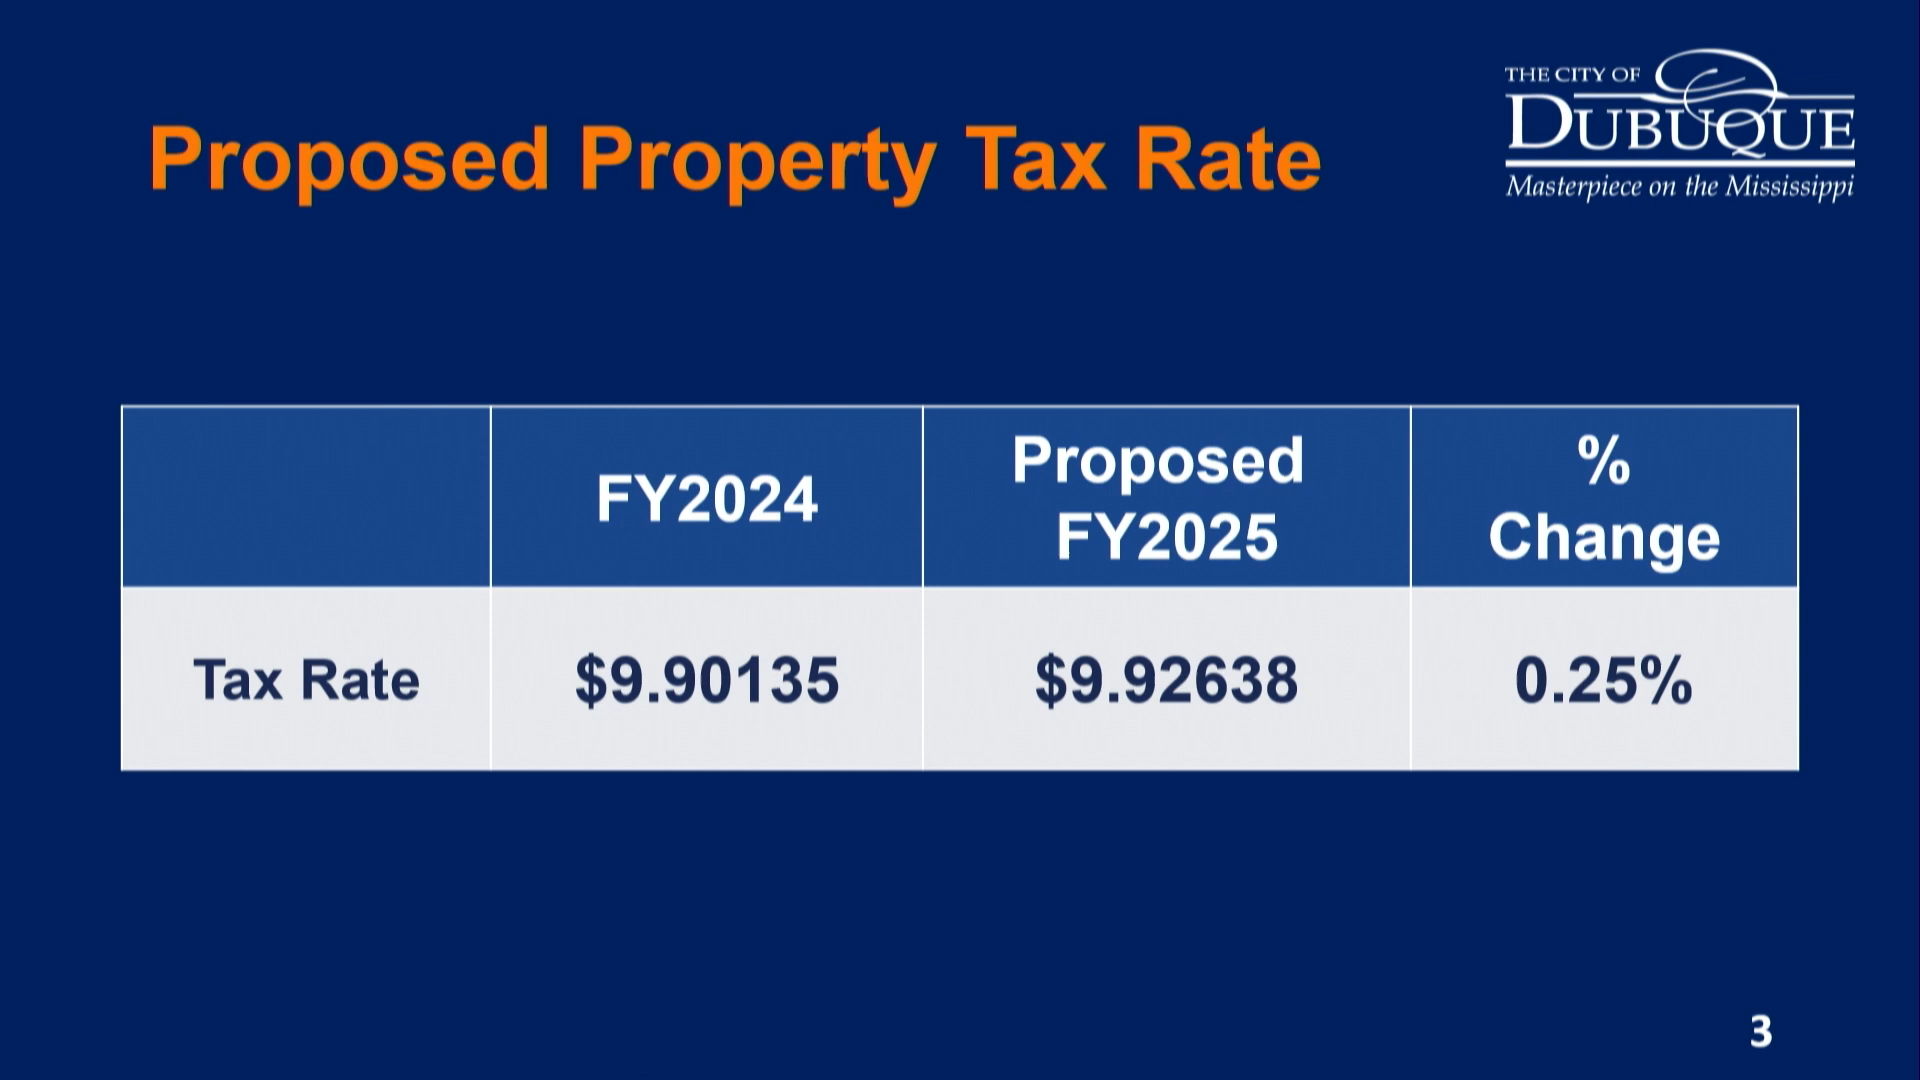 THE CITY OF
DUBUQUE
Masterpiece on the Mississippi
Proposed Property Tax Rate
FY2024
Proposed
FY2025
%
Change
Tax Rate
$9.90135
$9.92638
0.25%
3